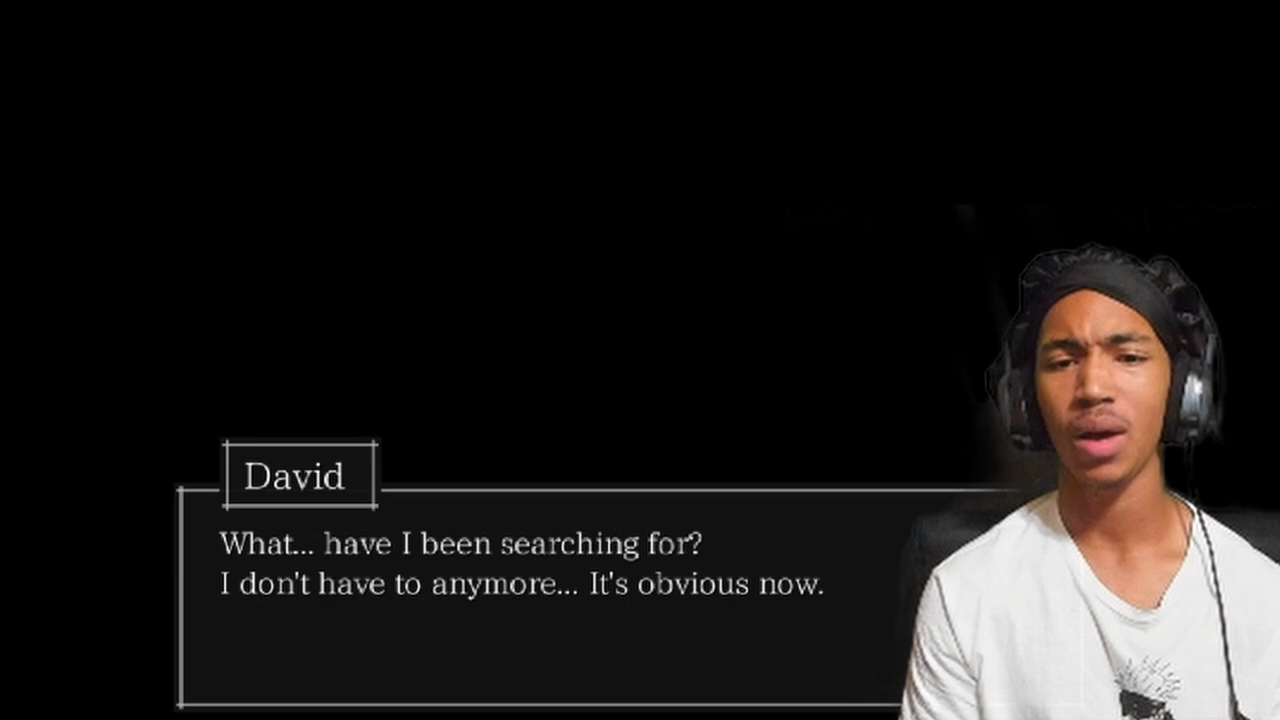 David
What... have I been searching for?
I don't have to anymore... It's obvious now.